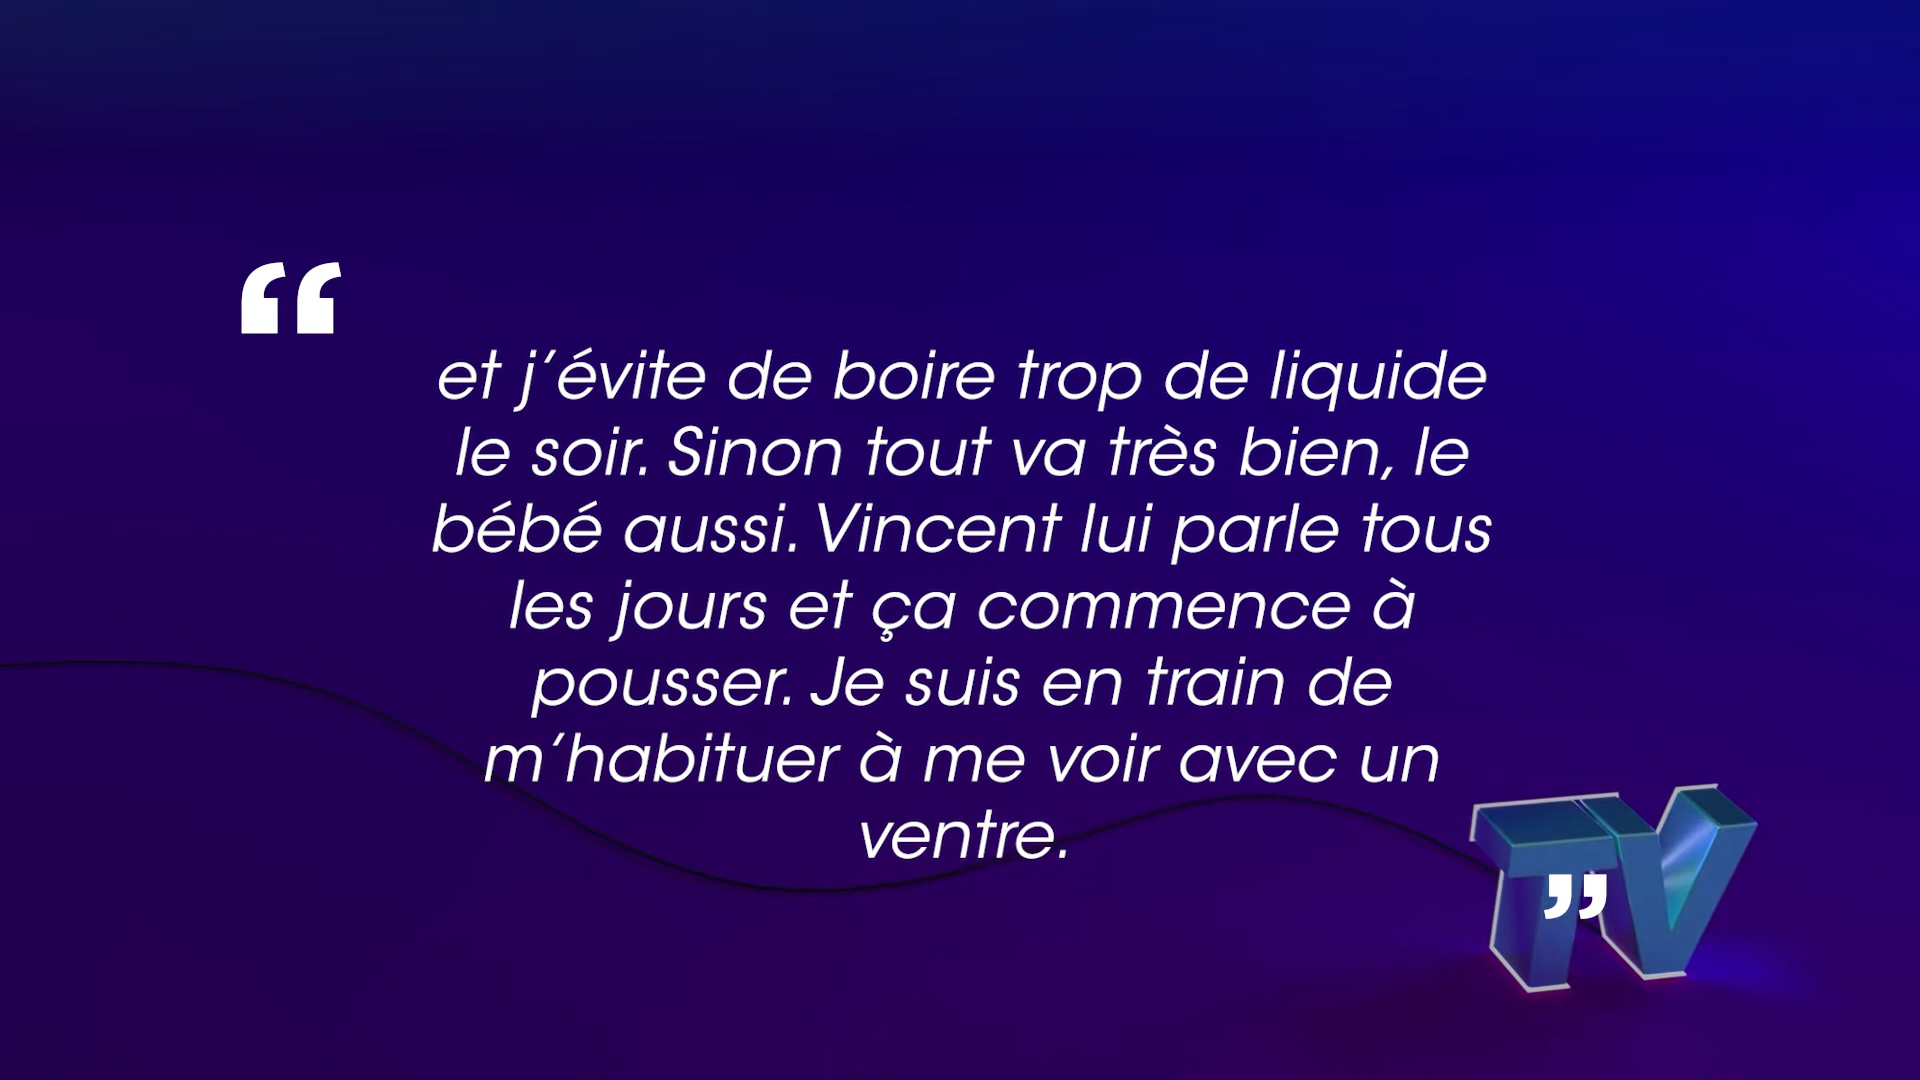 “
et j’évite de boire trop de liquide
le soir. Sinon tout va très bien, le
bébé aussi. Vincent lui parle tous
les jours et ça commence à
pousser. Je suis en train de
m’habituer à me voir avec un
ventre.
”
TV